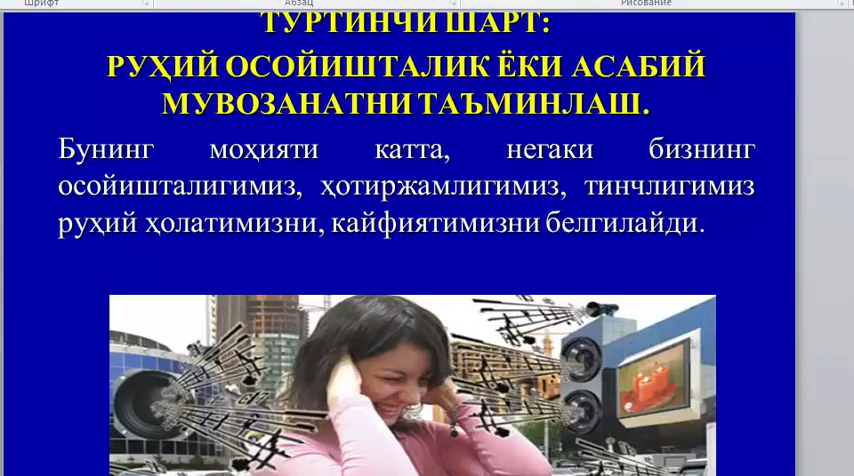 Шрифт Абзац Рисование
ТУРТИНЧИ ШАРТ:
РУҲИЙ ОСОЙИШТАЛИК ЁКИ АСАБИЙ
МУВОЗАНАТНИ ТАЪМИНЛАШ.
Бунинг моҳияти катта, негаки бизнинг
осойишталигимиз, ҳотиржамлигимиз, тинчлигимиз
руҳий ҳолатимизни, кайфиятимизни белгилайди.